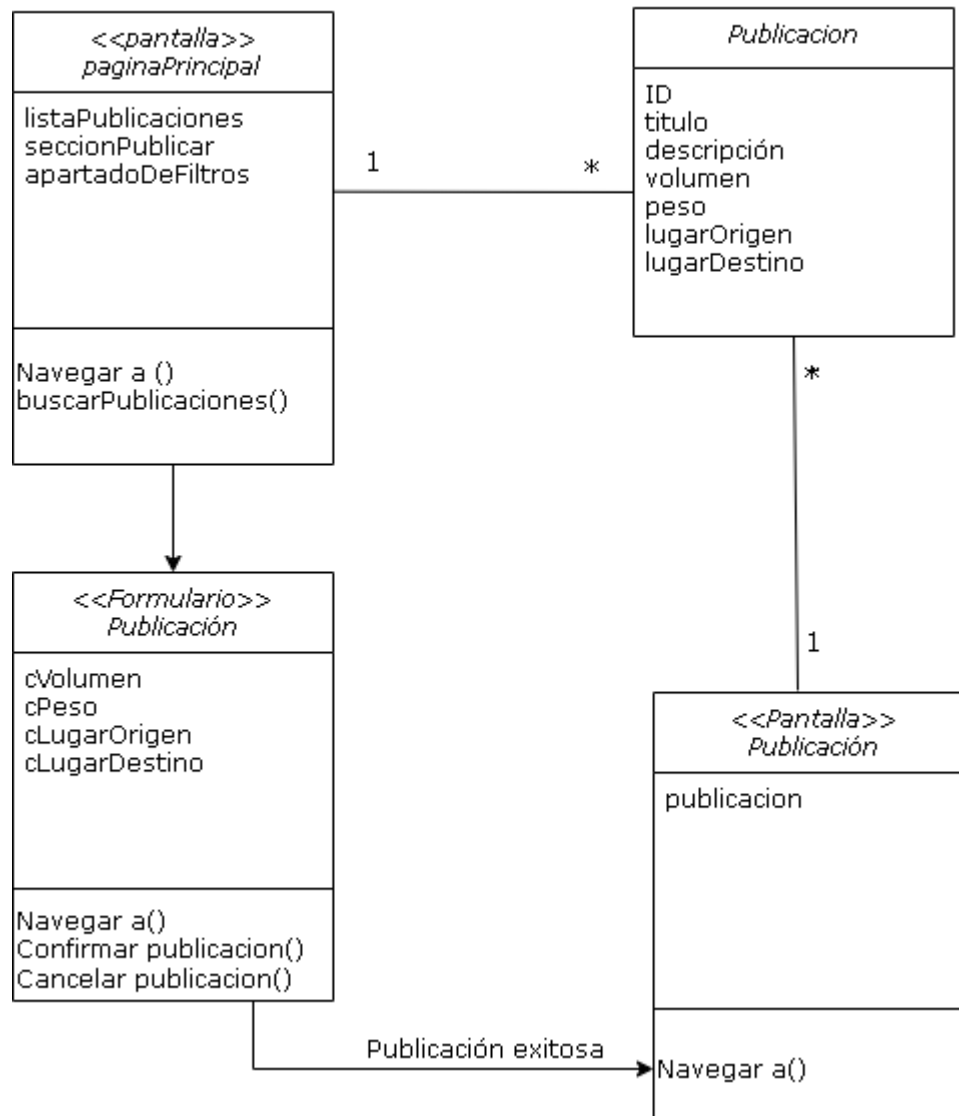 <<pantalla>>
paginaPrincipal
listaPublicaciones
seccionPublicar
apartadoDeFiltros
Navegar a ()
buscarPublicaciones()
1
*
Publicacion
ID
titulo
descripción
volumen
peso
lugarOrigen
lugarDestino
*
1
<<Formulario>>
Publicación
cVolumen
cPeso
cLugarOrigen
cLugarDestino
Navegar a()
Confirmar publicacion()
Cancelar publicacion()
Publicación exitosa
<<Pantalla>>
Publicación
publicacion
Navegar a()